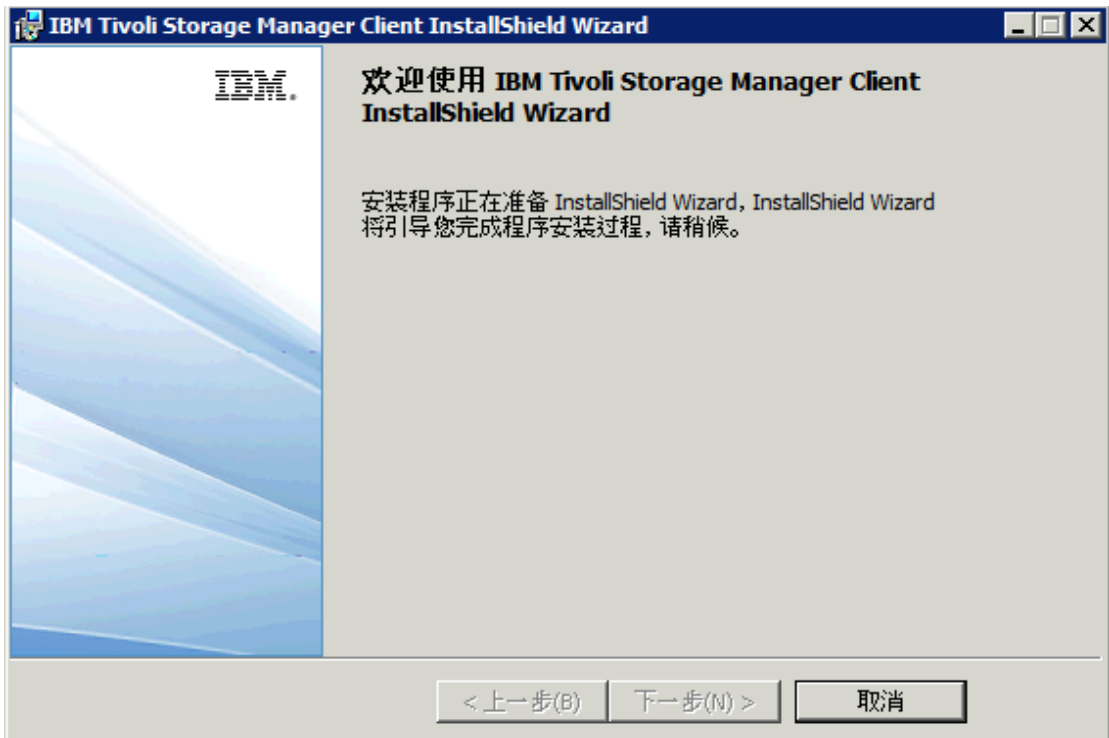 IBM Tivoli Storage Manager Client InstallShield Wizard
IBM.
欢迎使用 IBM Tivoli Storage Manager Client
InstallShield Wizard
安装程序正在准备 InstallShield Wizard, InstallShield Wizard
将引导您完成程序安装过程,请稍候。
<上一步(B)
下一步(N) >
取消